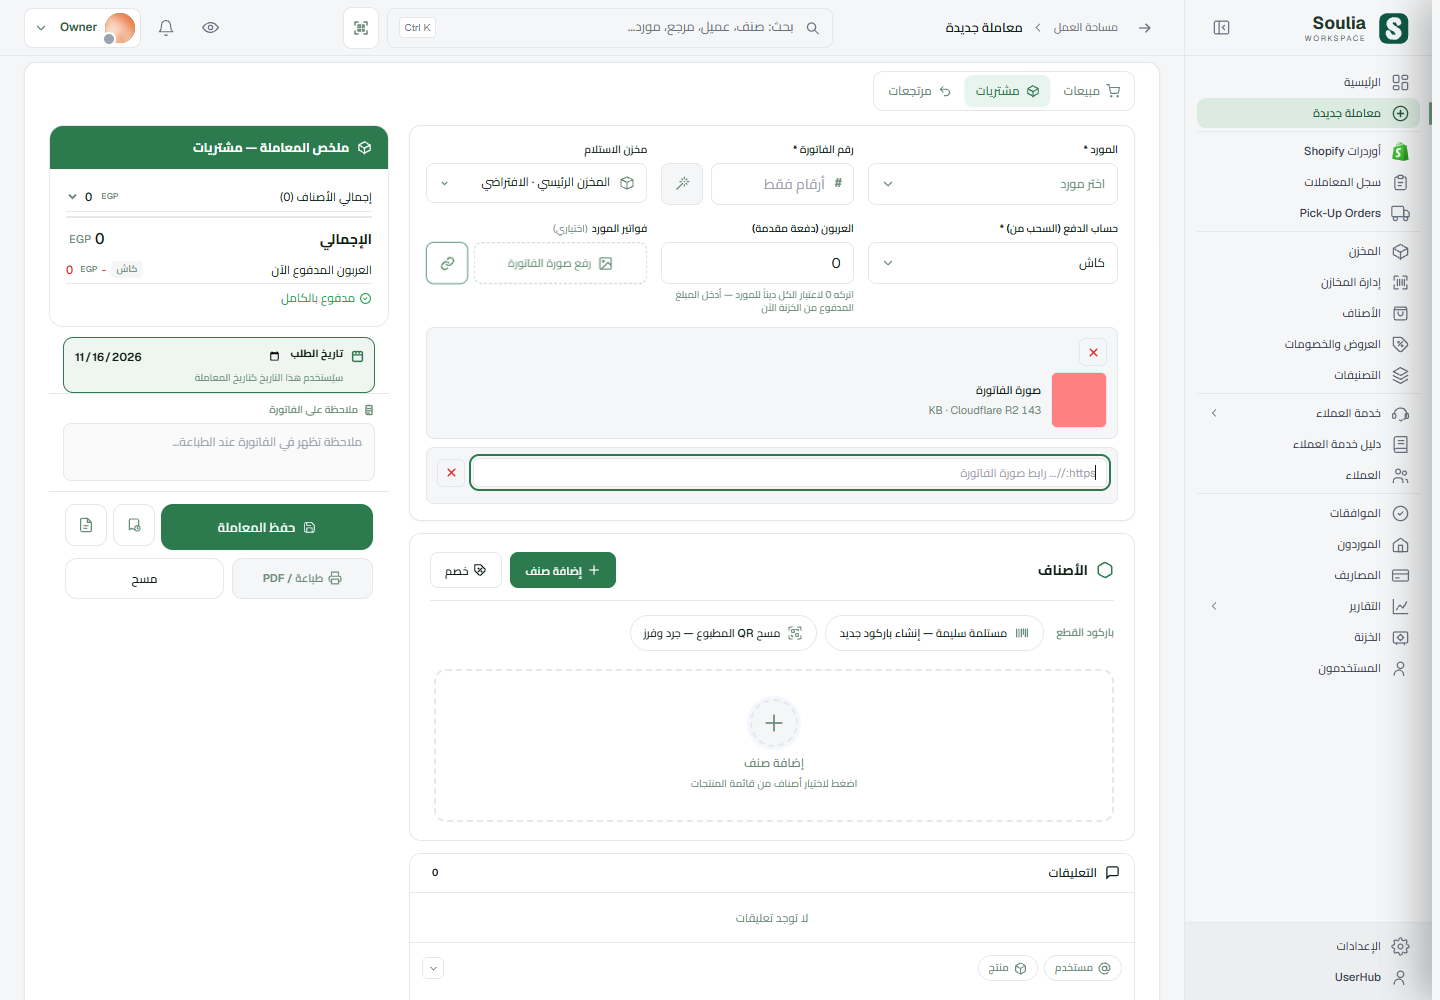 Soulia
WORKSPACE
الرئيسية
معاملة جديدة
أوردرات Shopify
سجل المعاملات
Pick-Up Orders
المخزن
إدارة المخازن
الأصناف
العروض والخصومات
التصنيفات
خدمة العملاء
دليل خدمة العملاء
العملاء
الموافقات
الموردون
المصاريف
التقارير
الخزنة
المستخدمون
الإعدادات
UserHub
مساحة العمل
معاملة جديدة
بحث: صنف، عميل، مرجع، مورد...
Ctrl K
Owner
مبيعات
مشتريات
مرتجعات
المورد *
اختر مورد
رقم الفاتورة *
# أرقام فقط
مخزن الاستلام
المخزن الرئيسي · الافتراضي
حساب الدفع (السحب من) *
كاش
العربون (دفعة مقدمة)
0
اتركه 0 لاعتبار الكل ديناً للمورد — أدخل المبلغ
المدفوع من الخزنة الآن
فواتير المورد (اختياري)
رفع صورة الفاتورة
صورة الفاتورة
143 KB · Cloudflare R2
https://... رابط صورة الفاتورة
الأصناف
إضافة صنف
خصم
باركود القطع
مستلمة سليمة — إنشاء باركود جديد
مسح QR المطبوع — جرد وفرز
إضافة صنف
اضغط لاختيار أصناف من قائمة المنتجات
التعليقات
0
لا توجد تعليقات
مستخدم
منتج
ملخص المعاملة — مشتريات
إجمالي الأصناف (0)
0 EGP
الإجمالي
EGP 0
العربون المدفوع الآن
كاش
0 EGP -
مدفوع بالكامل
تاريخ الطلب
11/16/2026
سيُستخدم هذا التاريخ كتاريخ المعاملة
ملاحظة على الفاتورة
ملاحظة تظهر في الفاتورة عند الطباعة...
حفظ المعاملة
طباعة / PDF
مسح